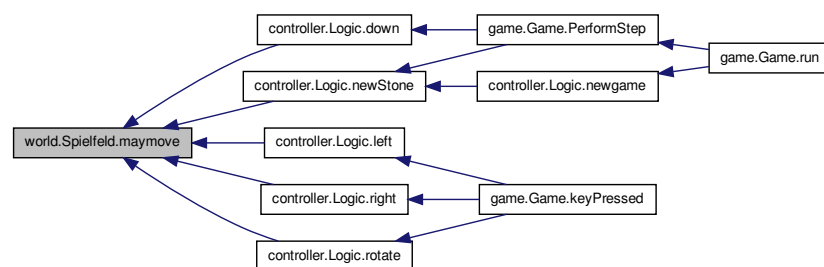 controller.Logic.down
game.Game.PerformStep
game.Game.run
controller.Logic.newStone
controller.Logic.newgame
world.Spielfeld.maymove
controller.Logic.left
controller.Logic.right
game.Game.keyPressed
controller.Logic.rotate